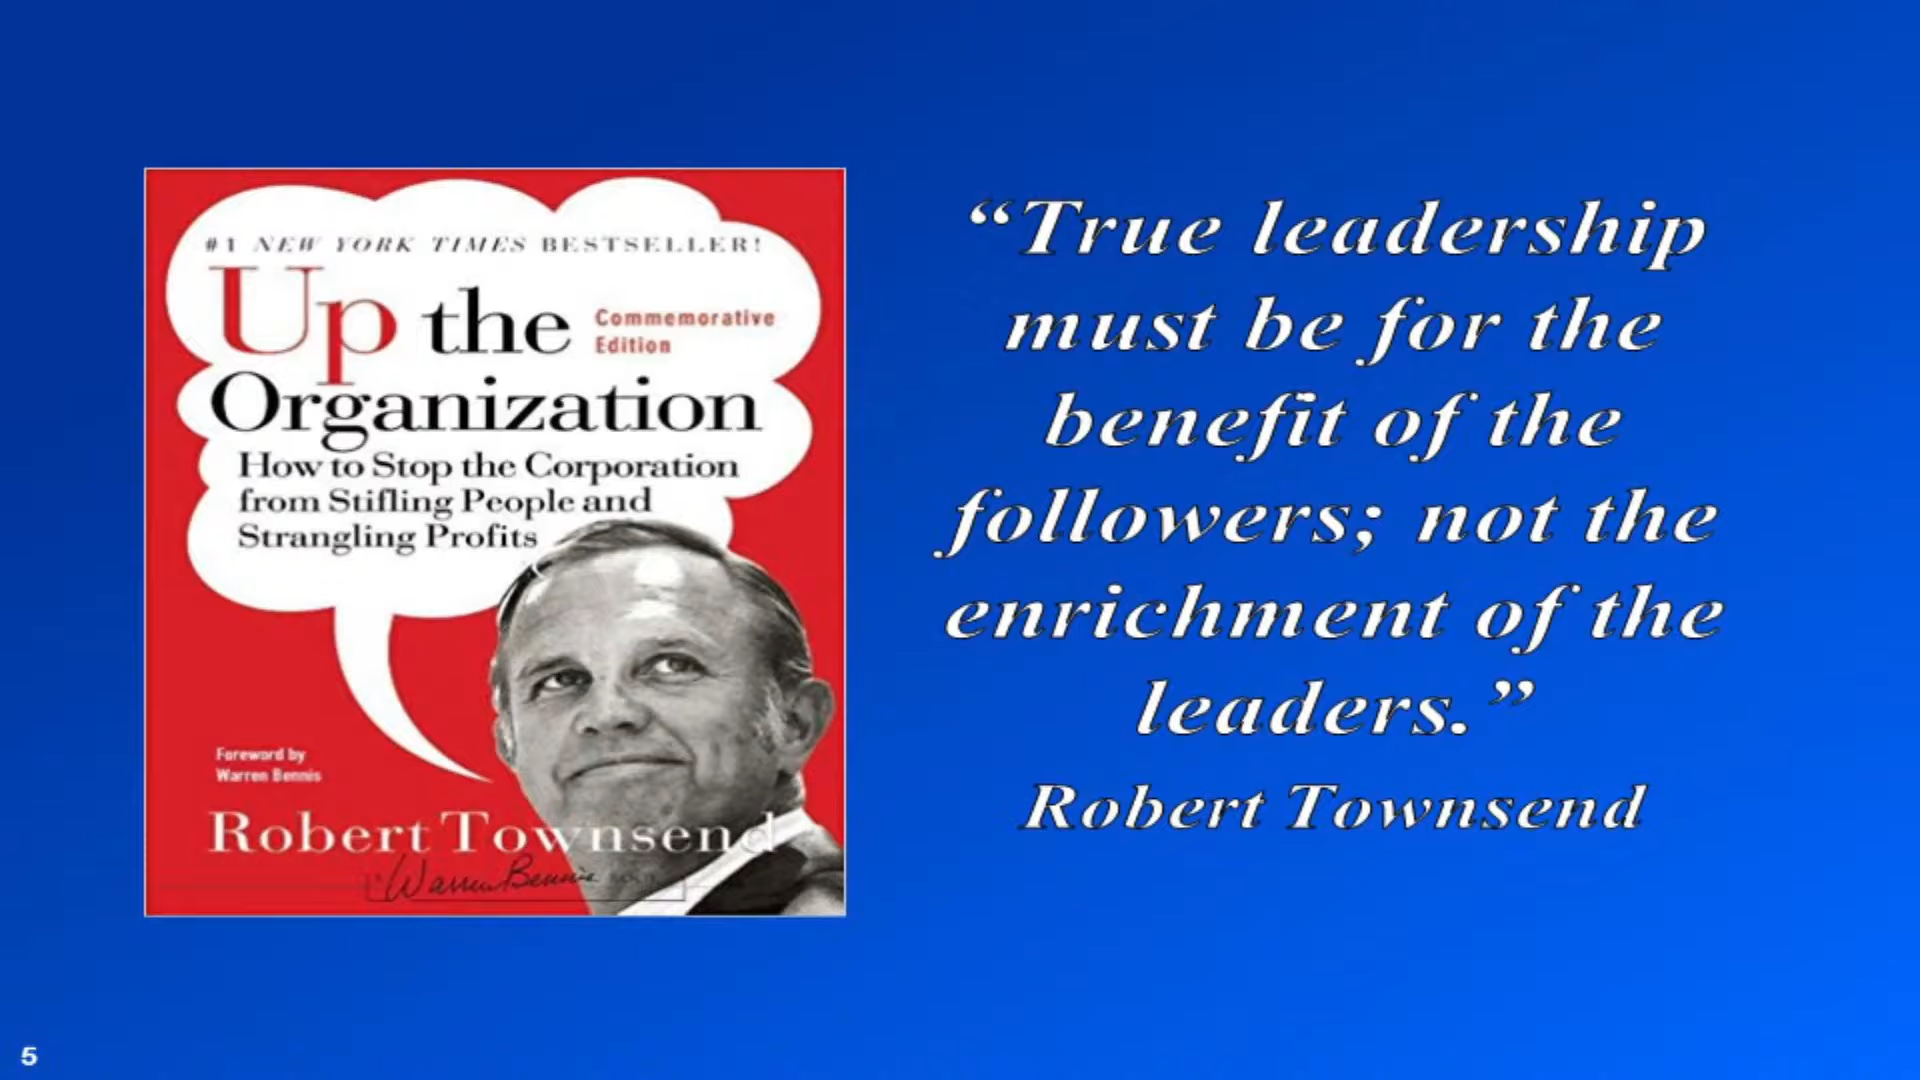 #1 NEW YORK TIMES BESTSELLER!
Up the
Commemorative
Edition
Organization
How to Stop the Corporation
from Stifling People and
Strangling Profits
Foreword by
Warren Bennis
Robert Townsend
Warren Bennis
“True leadership
must be for the
benefit of the
followers; not the
enrichment of the
leaders.”
Robert Townsend
5